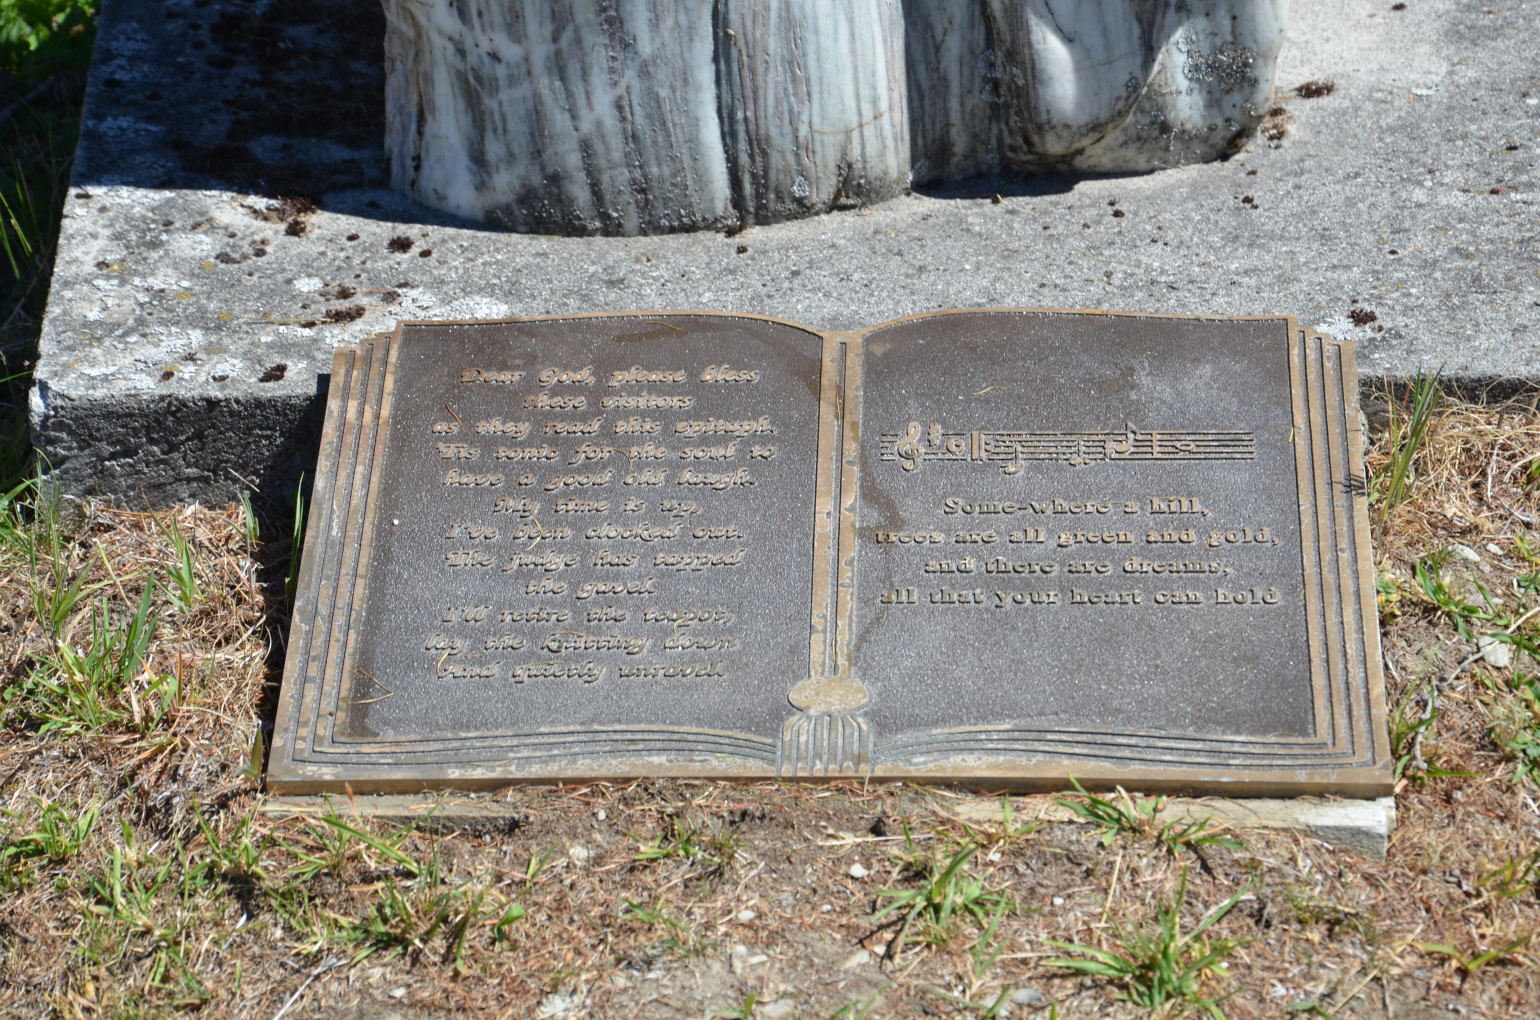 Dear God, please bless
these visitors
as they read this epitaph.
'Tis tonic for the soul to
have a good old laugh.
My time is up,
I've been clocked out.
The judge has tapped
the gavel.
I'll retire the teapot,
lay the knitting down
And quietly unravel.
Some-where a hill,
trees are all green and gold,
and there are dreams,
all that your heart can hold